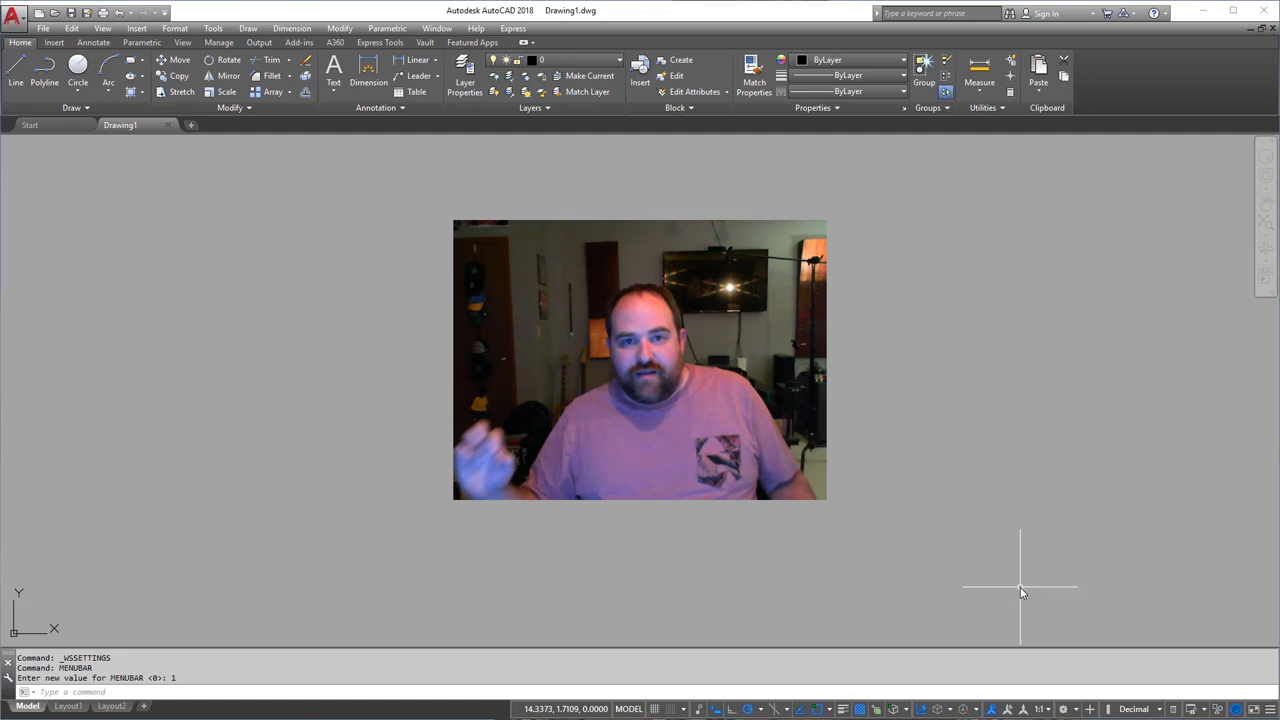 Autodesk AutoCAD 2018 Drawing1.dwg
Type a keyword or phrase
Sign In
File Edit View Insert Format Tools Draw Dimension Modify Parametric Window Help Express
Home Insert Annotate Parametric View Manage Output Add-ins A360 Express Tools Vault Featured Apps
Line
Polyline
Circle
Arc
Draw
Move
Rotate
Trim
Copy
Mirror
Fillet
Stretch
Scale
Array
Modify
Text
Dimension
Linear
Leader
Table
Annotation
Layer
Properties
0
Make Current
Match Layer
Layers
Insert
Create
Edit
Edit Attributes
Block
Match
Properties
ByLayer
ByLayer
ByLayer
Properties
Group
Groups
Measure
Utilities
Paste
Clipboard
Start
Drawing1
Y
X
Command: _WSSETTINGS
Command: MENUBAR
Enter new value for MENUBAR <0>: 1
Type a command
Model Layout1 Layout2
14.3373, 1.7109, 0.0000 MODEL
1:1
Decimal